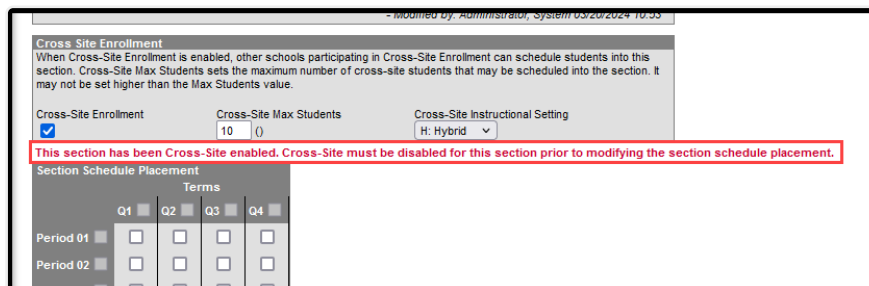 - Modified by: Administrator, System 03/20/2024 10:53
Cross Site Enrollment
When Cross-Site Enrollment is enabled, other schools participating in Cross-Site Enrollment can schedule students into this
section. Cross-Site Max Students sets the maximum number of cross-site students that may be scheduled into the section. It
may not be set higher than the Max Students value.
Cross-Site Enrollment Cross-Site Max Students Cross-Site Instructional Setting
10 () H: Hybrid
This section has been Cross-Site enabled. Cross-Site must be disabled for this section prior to modifying the section schedule placement.
Section Schedule Placement
Terms
Q1 Q2 Q3 Q4
Period 01
Period 02